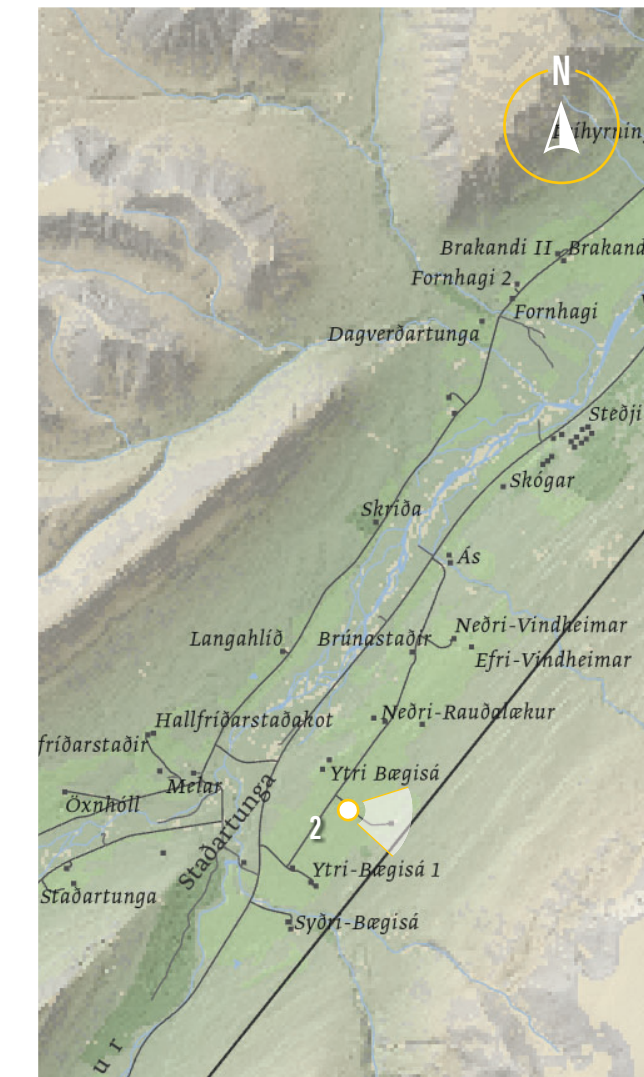 N
Brakandi II
Fornhagi 2
Fornhagi
Dagverðartunga
Steðji
Skógar
Skríða
Ás
Neðri-Vindheimar
Langahlíð
Brúnastaðir
Efri-Vindheimar
Neðri-Rauðalækur
Hallfríðarstaðakot
fríðarstaðir
Ytri Bægisá
Melar
Öxnhóll
2
Staðartunga
Ytri-Bægisá 1
Staðartunga
Syðri-Bægisá
u r